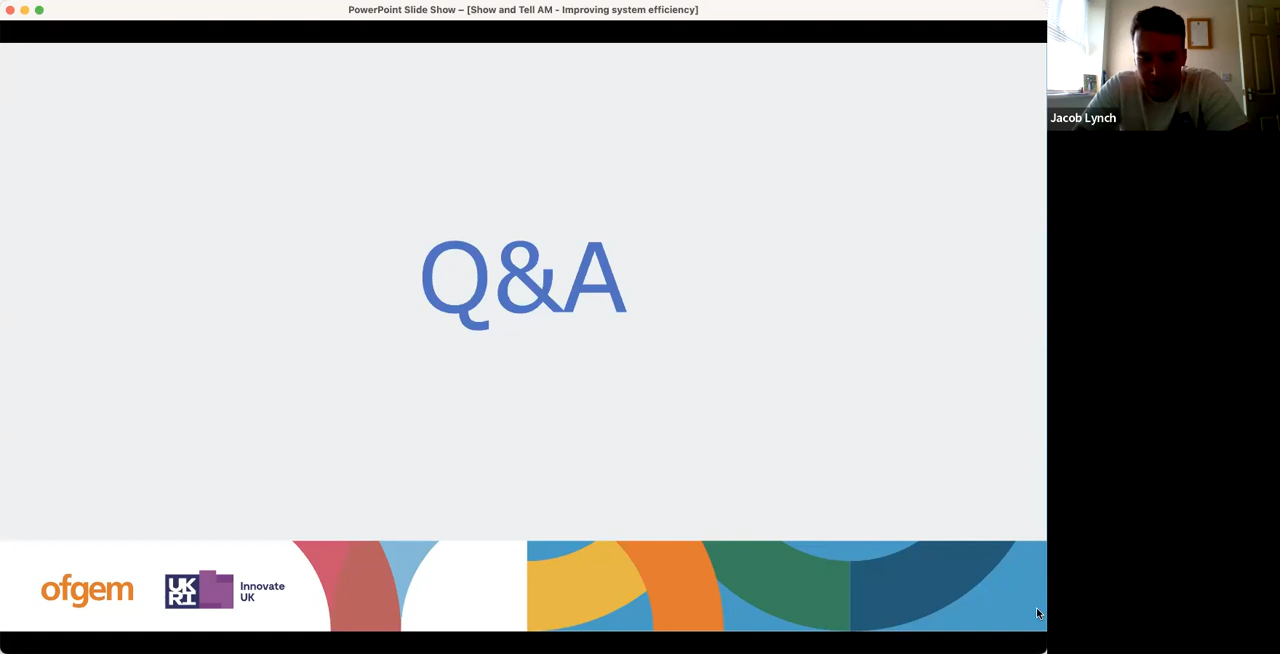 PowerPoint Slide Show – [Show and Tell AM - Improving system efficiency]
Jacob Lynch
Q&A
ofgem
UK
RI
Innovate
UK